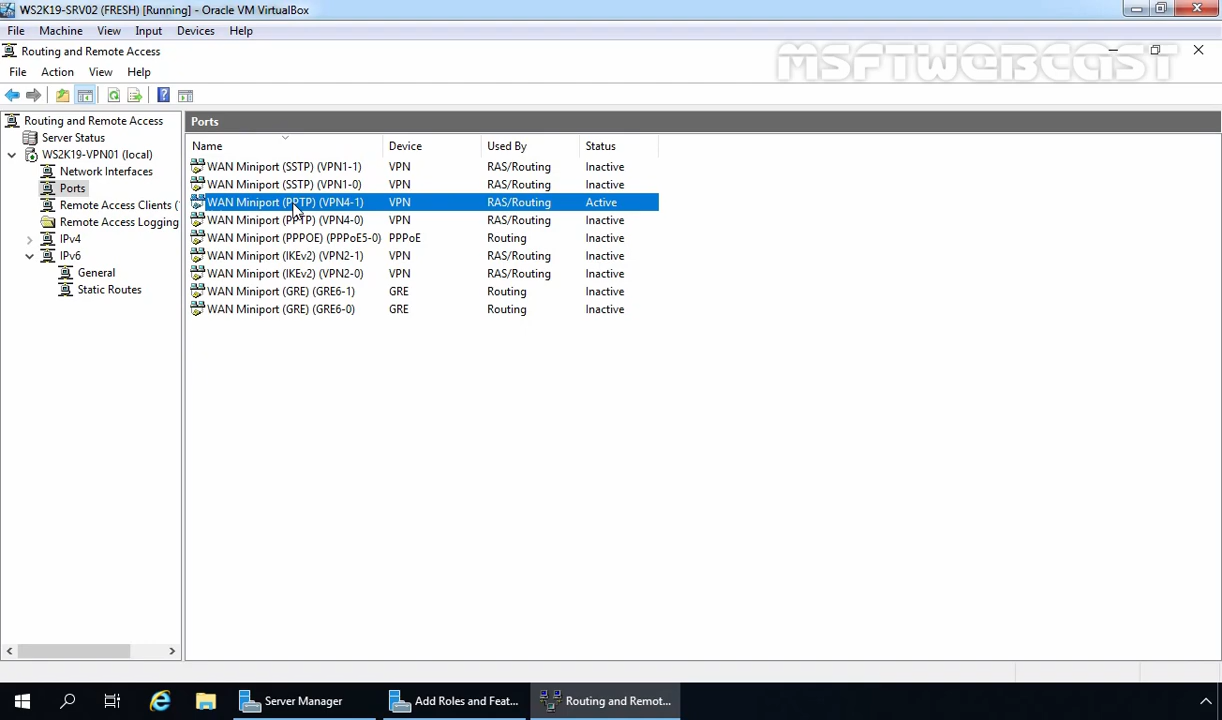 WS2K19-SRV02 (FRESH) [Running] - Oracle VM VirtualBox
File Machine View Input Devices Help
Routing and Remote Access
MSFTWEBCAST
File Action View Help
Routing and Remote Access
Server Status
WS2K19-VPN01 (local)
Network Interfaces
Ports
Remote Access Clients (
Remote Access Logging
IPv4
IPv6
General
Static Routes
Ports
Name Device Used By Status
WAN Miniport (SSTP) (VPN1-1) VPN RAS/Routing Inactive
WAN Miniport (SSTP) (VPN1-0) VPN RAS/Routing Inactive
WAN Miniport (PPTP) (VPN4-1) VPN RAS/Routing Active
WAN Miniport (PPTP) (VPN4-0) VPN RAS/Routing Inactive
WAN Miniport (PPPOE) (PPPoE5-0) PPPoE Routing Inactive
WAN Miniport (IKEv2) (VPN2-1) VPN RAS/Routing Inactive
WAN Miniport (IKEv2) (VPN2-0) VPN RAS/Routing Inactive
WAN Miniport (GRE) (GRE6-1) GRE Routing Inactive
WAN Miniport (GRE) (GRE6-0) GRE Routing Inactive
Server Manager Add Roles and Feat... Routing and Remot...